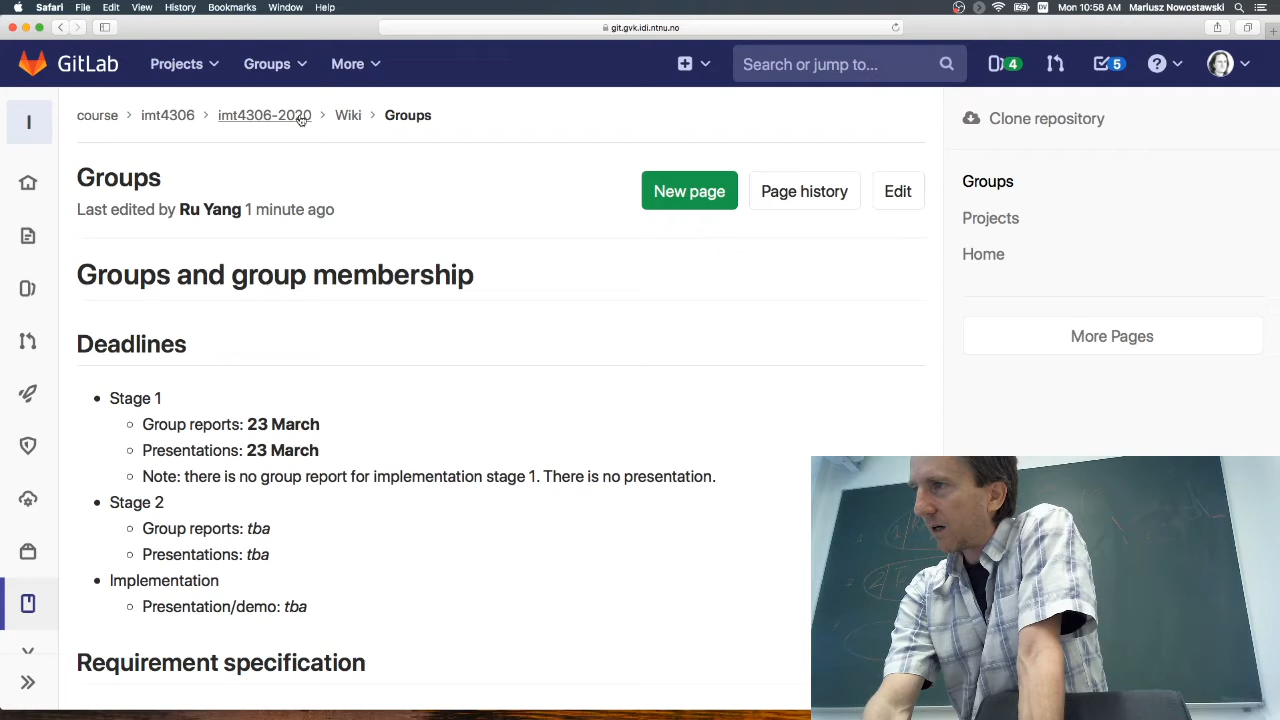 Safari File Edit View History Bookmarks Window Help
Mon 10:58 AM Mariusz Nowostawski
git.gvk.idi.ntnu.no
GitLab Projects Groups More
Search or jump to...
4
5
I
course > imt4306 > imt4306-2020 > Wiki > Groups
Clone repository
Groups
New page
Page history
Edit
Last edited by Ru Yang 1 minute ago
Groups
Projects
Home
More Pages
Groups and group membership
Deadlines
• Stage 1
Group reports: 23 March
Presentations: 23 March
Note: there is no group report for implementation stage 1. There is no presentation.
• Stage 2
Group reports: tba
Presentations: tba
• Implementation
Presentation/demo: tba
Requirement specification